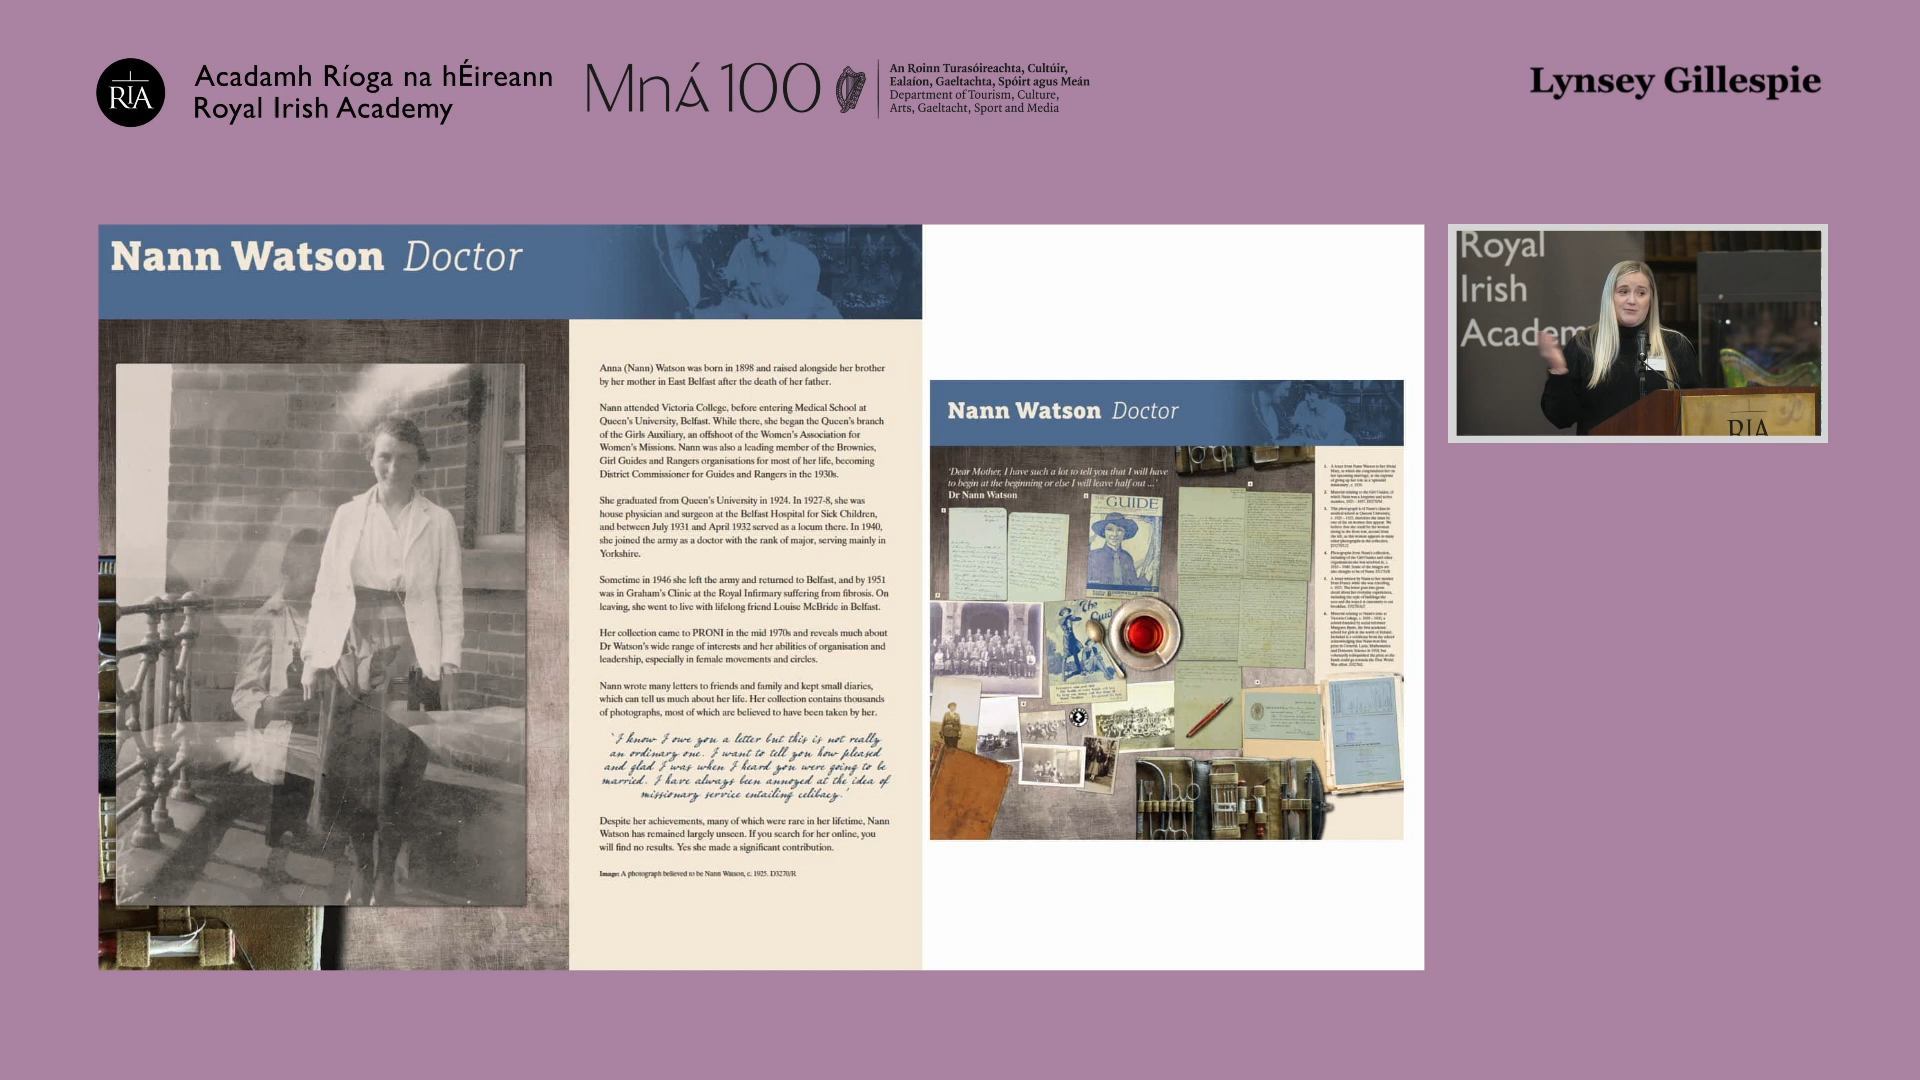 RIA
Acadamh Ríoga na hÉireann
Royal Irish Academy
Mná 100
An Roinn Turasóireachta, Cultúir,
Ealaíon, Gaeltachta, Spóirt agus Meán
Department of Tourism, Culture,
Arts, Gaeltacht, Sport and Media
Lynsey Gillespie
Nann Watson Doctor
Anna (Nann) Watson was born in 1898 and raised alongside her brother
by her mother in East Belfast after the death of her father.
Nann attended Victoria College, before entering Medical School at
Queen's University, Belfast. While there, she began the Queen's branch
of the Girls Auxiliary, an offshoot of the Women's Association for
Women's Missions. Nann was also a leading member of the Brownies,
Girl Guides and Rangers organisations for most of her life, becoming
District Commissioner for Guides and Rangers in the 1930s.
She graduated from Queen's University in 1924. In 1927-8, she was
house physician and surgeon at the Belfast Hospital for Sick Children,
and between July 1931 and April 1932 served as a locum there. In 1940,
she joined the army as a doctor with the rank of major, serving mainly in
Yorkshire.
Sometime in 1946 she left the army and returned to Belfast, and by 1951
was in Graham's Clinic at the Royal Infirmary suffering from fibrosis. On
leaving, she went to live with lifelong friend Louise McBride in Belfast.
Her collection came to PRONI in the mid 1970s and reveals much about
Dr Watson's wide range of interests and her abilities of organisation and
leadership, especially in female movements and circles.
Nann wrote many letters to friends and family and kept small diaries,
which can tell us much about her life. Her collection contains thousands
of photographs, most of which are believed to have been taken by her.
'I know I owe you a letter but this is not really
an ordinary one. I want to tell you how pleased
and glad I was when I heard you were going to be
married. I have always been annoyed at the idea of
missionary service entailing celibacy.'
Despite her achievements, many of which were rare in her lifetime, Nann
Watson has remained largely unseen. If you search for her online, you
will find no results. Yes she made a significant contribution.
Image: A photograph believed to be Nann Watson, c. 1925. D3270/R
Nann Watson Doctor
'Dear Mother, I have such a lot to tell you that I will have
to begin at the beginning or else I will leave half out ...'
Dr Nann Watson
THE GUIDE
The Guide
Royal
Irish
Academ
RIA